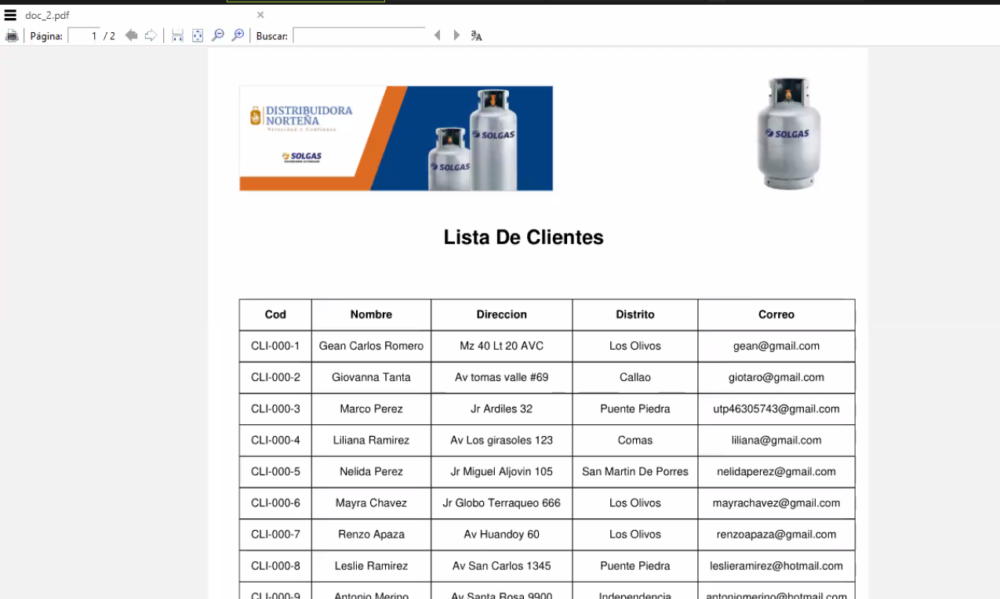 doc_2.pdf ×
Página: 1 / 2 Buscar:
DISTRIBUIDORA
NORTEÑA
Velocidad y Confianza
SOLGAS
SOLGAS
SOLGAS
SOLGAS
Lista De Clientes
Cod Nombre Direccion Distrito Correo
CLI-000-1 Gean Carlos Romero Mz 40 Lt 20 AVC Los Olivos gean@gmail.com
CLI-000-2 Giovanna Tanta Av tomas valle #69 Callao giotaro@gmail.com
CLI-000-3 Marco Perez Jr Ardiles 32 Puente Piedra utp46305743@gmail.com
CLI-000-4 Liliana Ramirez Av Los girasoles 123 Comas liliana@gmail.com
CLI-000-5 Nelida Perez Jr Miguel Aljovin 105 San Martin De Porres nelidaperez@gmail.com
CLI-000-6 Mayra Chavez Jr Globo Terraqueo 666 Los Olivos mayrachavez@gmail.com
CLI-000-7 Renzo Apaza Av Huandoy 60 Los Olivos renzoapaza@gmail.com
CLI-000-8 Leslie Ramirez Av San Carlos 1345 Puente Piedra leslieramirez@hotmail.com
CLI-000-9 Antonio Merino Av Santa Rosa 9900 Independencia antoniomerino@hotmail.com